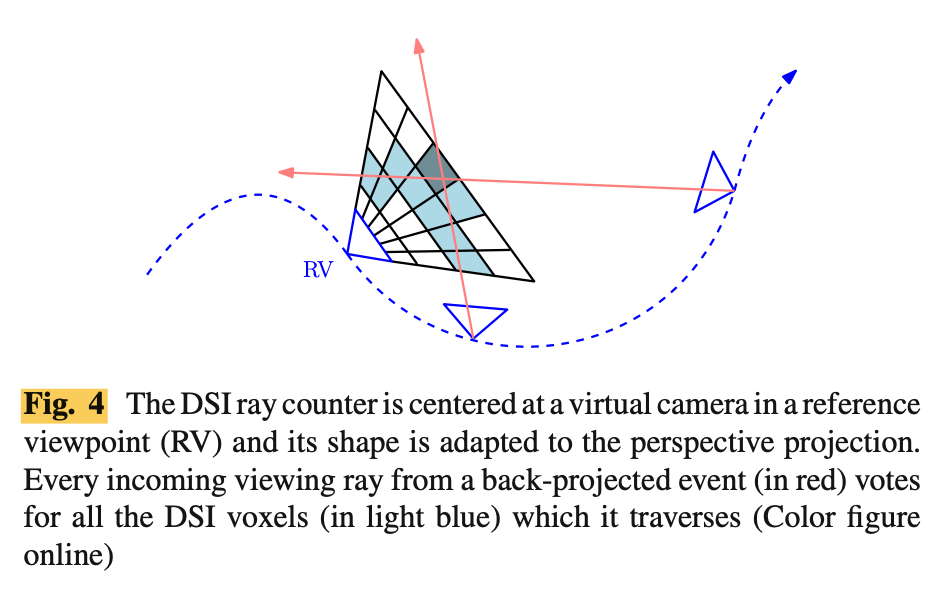 RV
Fig. 4 The DSI ray counter is centered at a virtual camera in a reference
viewpoint (RV) and its shape is adapted to the perspective projection.
Every incoming viewing ray from a back-projected event (in red) votes
for all the DSI voxels (in light blue) which it traverses (Color figure
online)